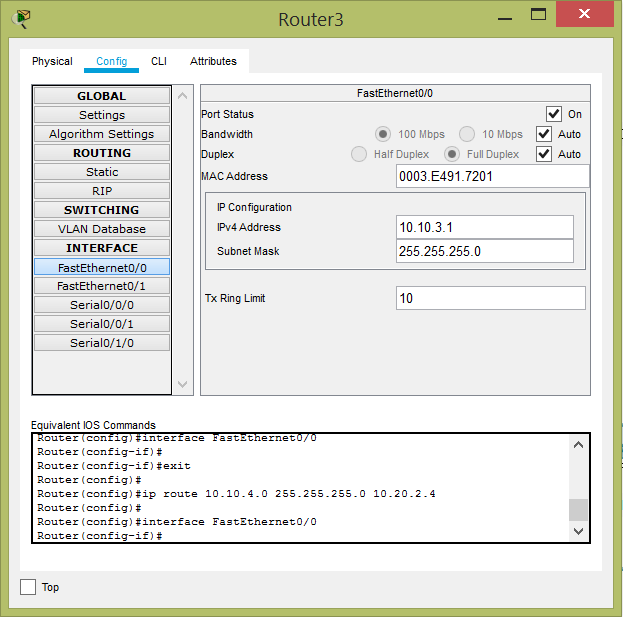 Router3
Physical Config CLI Attributes
GLOBAL
Settings
Algorithm Settings
ROUTING
Static
RIP
SWITCHING
VLAN Database
INTERFACE
FastEthernet0/0
FastEthernet0/1
Serial0/0/0
Serial0/0/1
Serial0/1/0
FastEthernet0/0
Port Status On
Bandwidth 100 Mbps 10 Mbps Auto
Duplex Half Duplex Full Duplex Auto
MAC Address 0003.E491.7201
IP Configuration
IPv4 Address 10.10.3.1
Subnet Mask 255.255.255.0
Tx Ring Limit 10
Equivalent IOS Commands
Router(config)#interface FastEthernet0/0
Router(config-if)#
Router(config-if)#exit
Router(config)#
Router(config)#ip route 10.10.4.0 255.255.255.0 10.20.2.4
Router(config)#
Router(config)#interface FastEthernet0/0
Router(config-if)#
Top